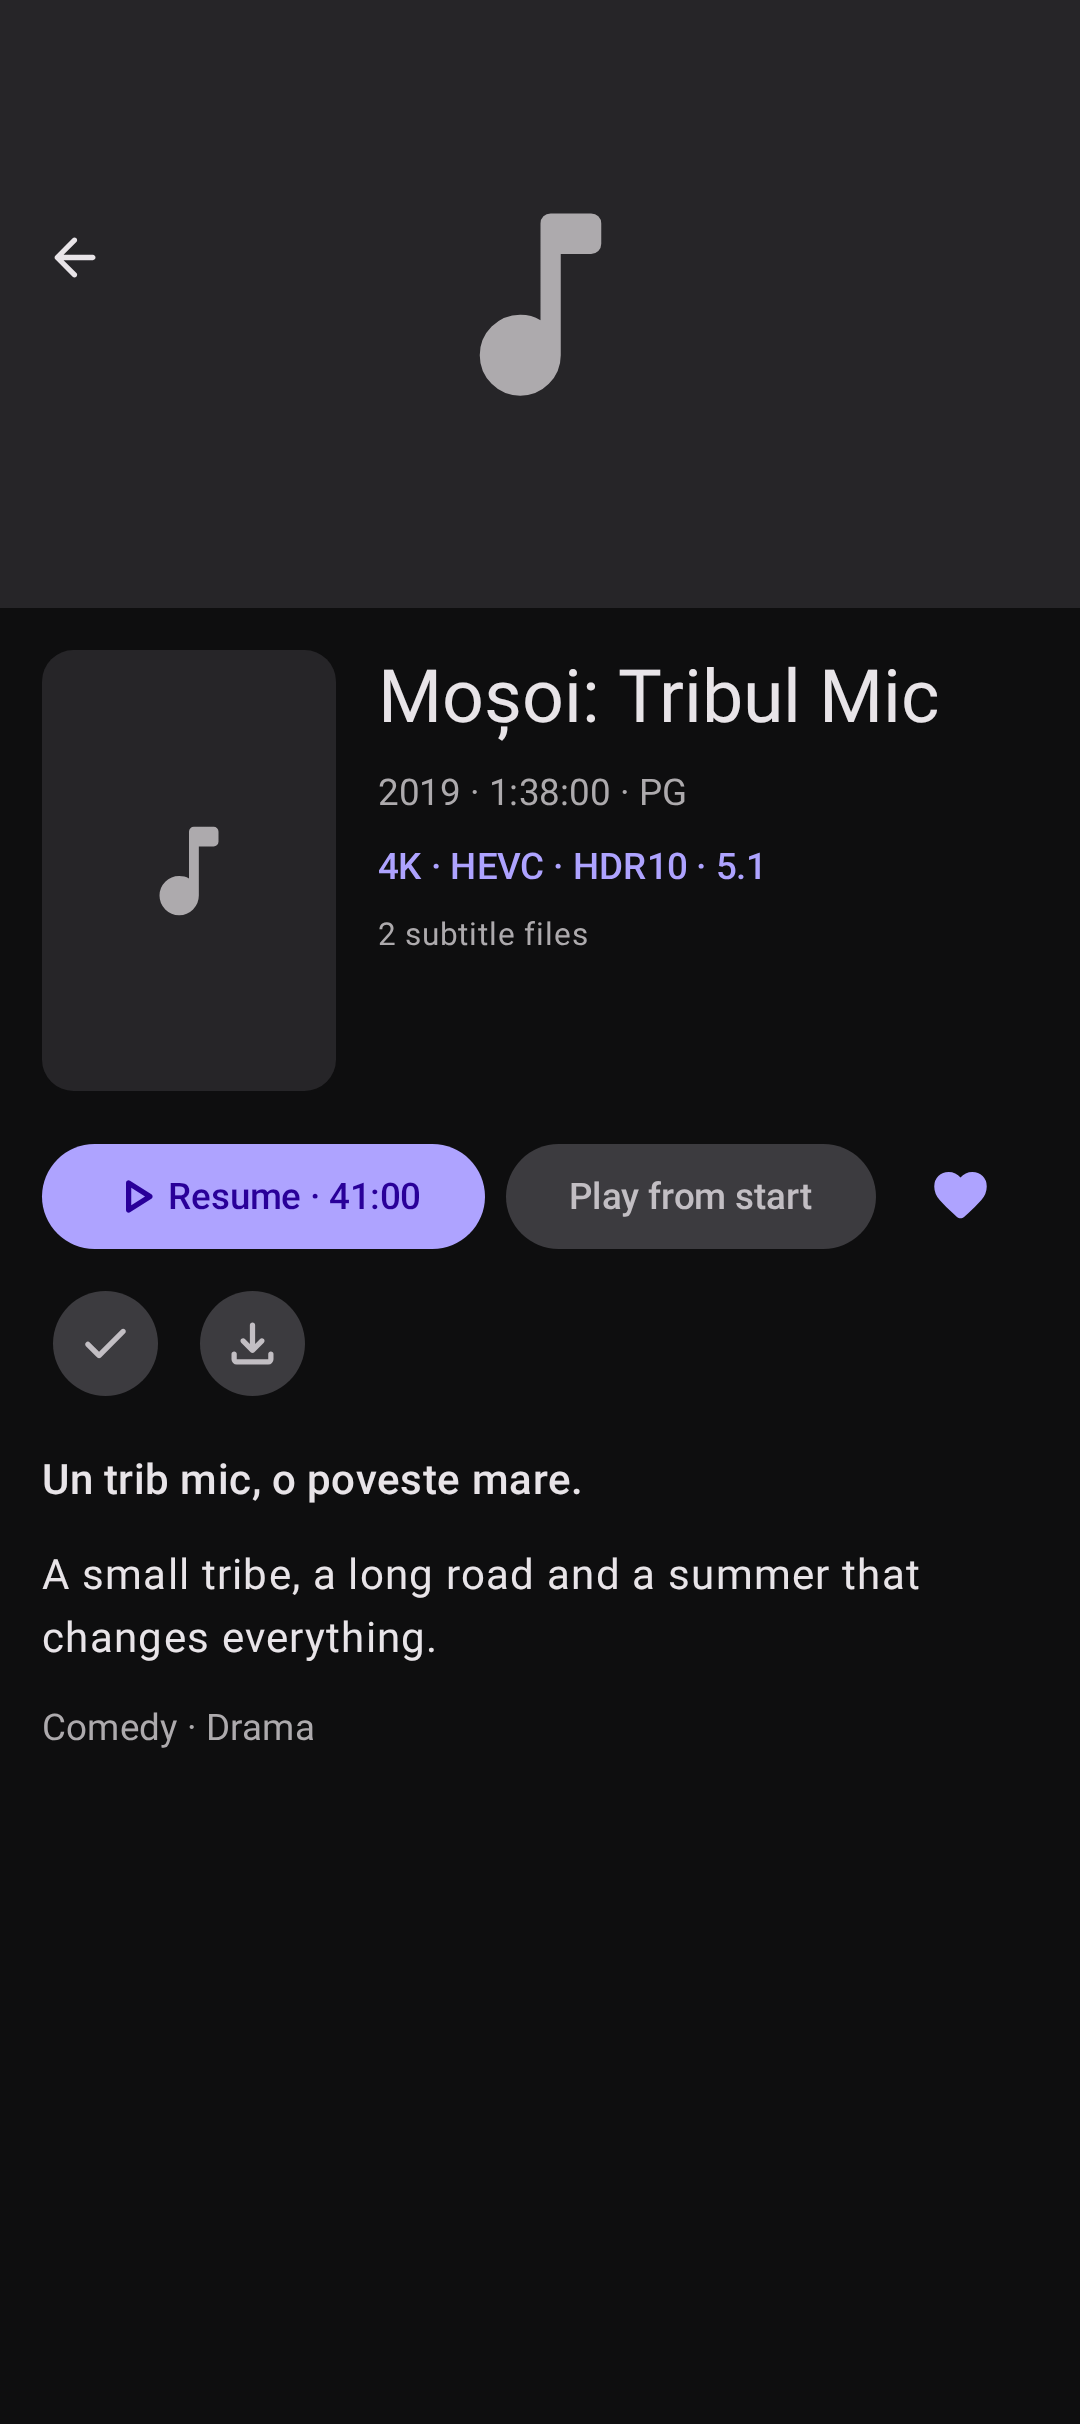 Moșoi: Tribul Mic
2019 · 1:38:00 · PG
4K · HEVC · HDR10 · 5.1
2 subtitle files
Resume · 41:00
Play from start
Un trib mic, o poveste mare.
A small tribe, a long road and a summer that
changes everything.
Comedy · Drama